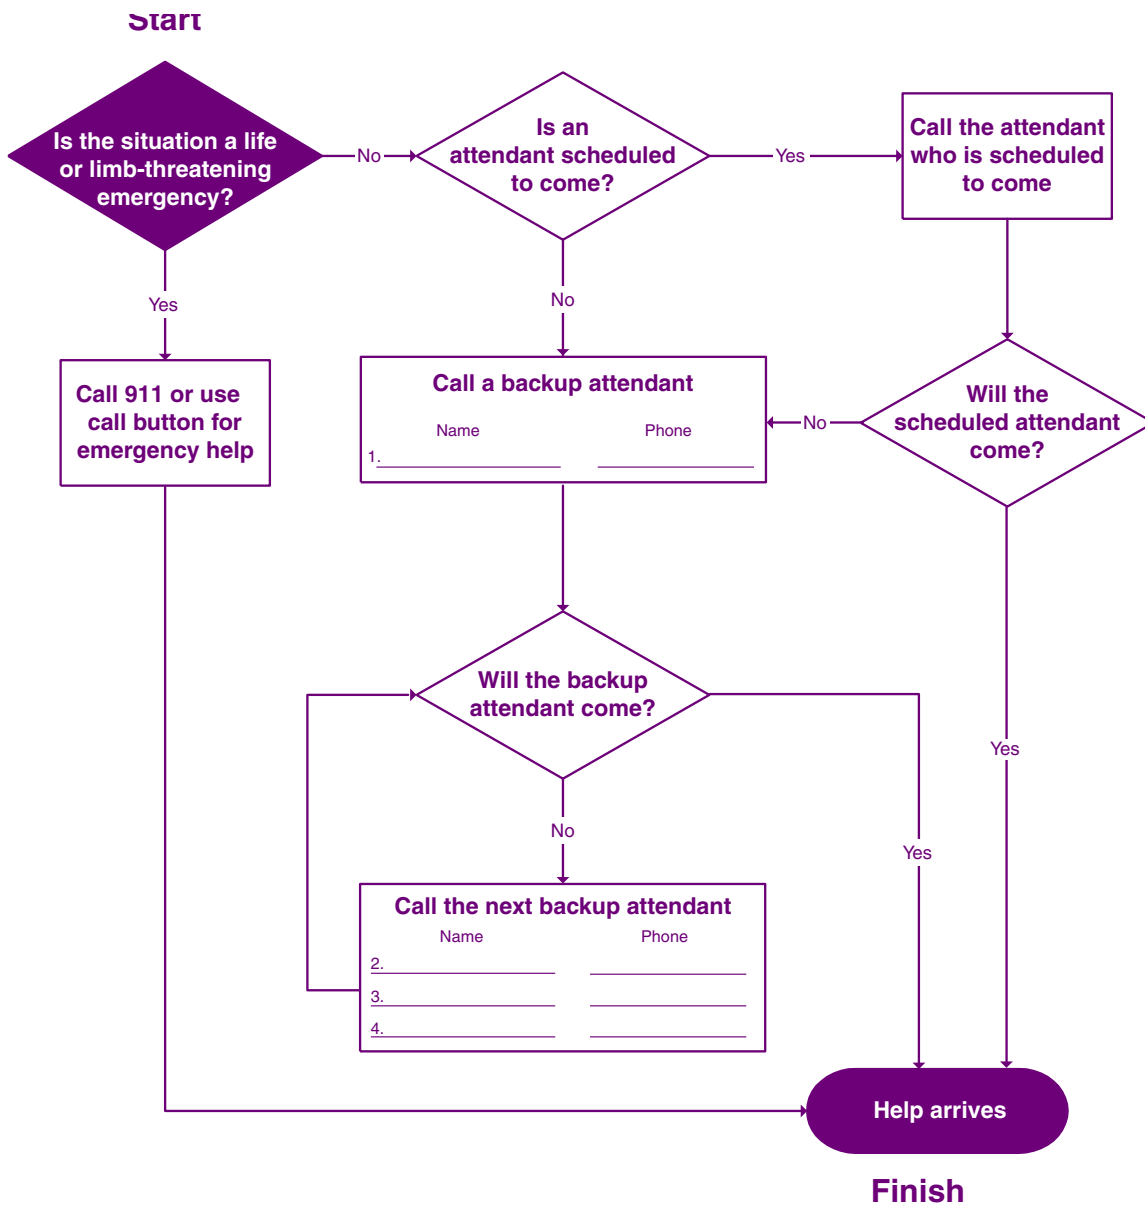 Start
Is the situation a life
or limb-threatening
emergency?
No
Is an
attendant scheduled
to come?
Yes
Call the attendant
who is scheduled
to come
Yes
No
Call 911 or use
call button for
emergency help
Call a backup attendant
Name Phone
1.
No
Will the
scheduled attendant
come?
Will the backup
attendant come?
Yes
No
Yes
Call the next backup attendant
Name Phone
2.
3.
4.
Help arrives
Finish